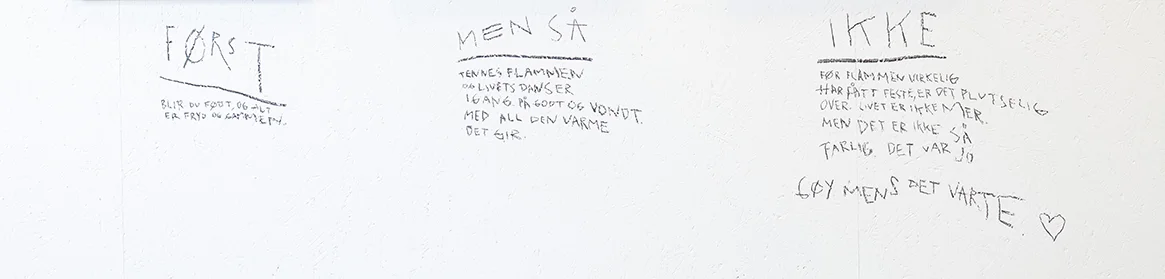 FØRST
BLIR DU FØDT, OG ALT
ER FRYD OG GAMMEN.
MEN SÅ
TENNES FLAMMEN
OG LIVETS DANSER
IGANG. PÅ GODT OG VONDT.
MED ALL DEN VARME
DET GIR.
IKKE
FØR FLAMMEN VIRKELIG
HAR FÅTT FESTE, ER DET PLUTSELIG
OVER. LIVET ER IKKE MER.
MEN DET ER IKKE SÅ
FARLIG. DET VAR JO
GØY MENS DET VARTE.